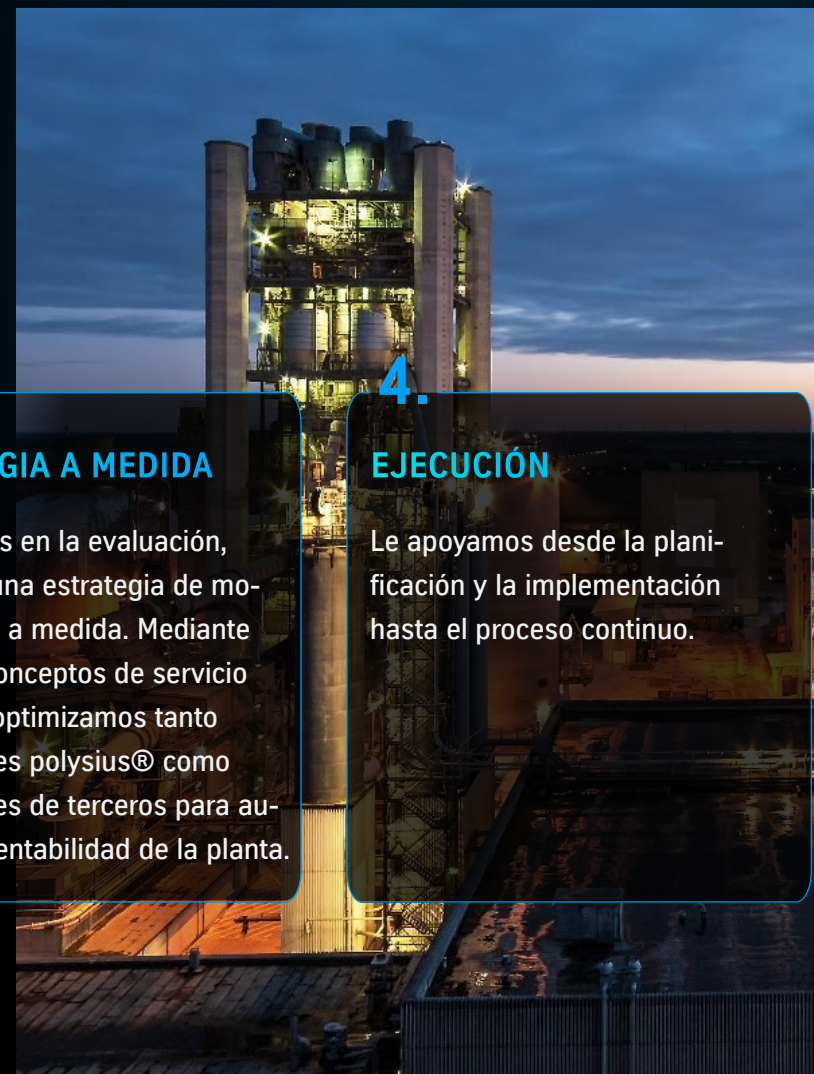 GIA A MEDIDA
s en la evaluación,
una estrategia de mo-
a medida. Mediante
onceptos de servicio
optimizamos tanto
es polysius® como
es de terceros para au-
entabilidad de la planta.
4.
EJECUCIÓN
Le apoyamos desde la plani-
ficación y la implementación
hasta el proceso continuo.